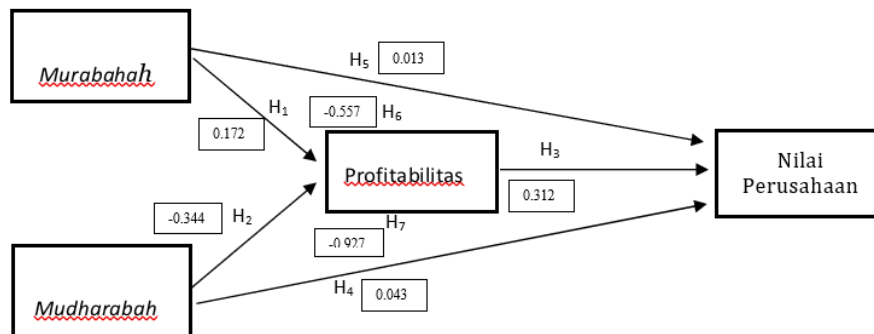 Murabahah
H5 0.013
H1
-0.557 H6
0.172
Profitabilitas
H3
Nilai
Perusahaan
0.312
-0.344 H2
H7
-0.927
Mudharabah
H4 0.043